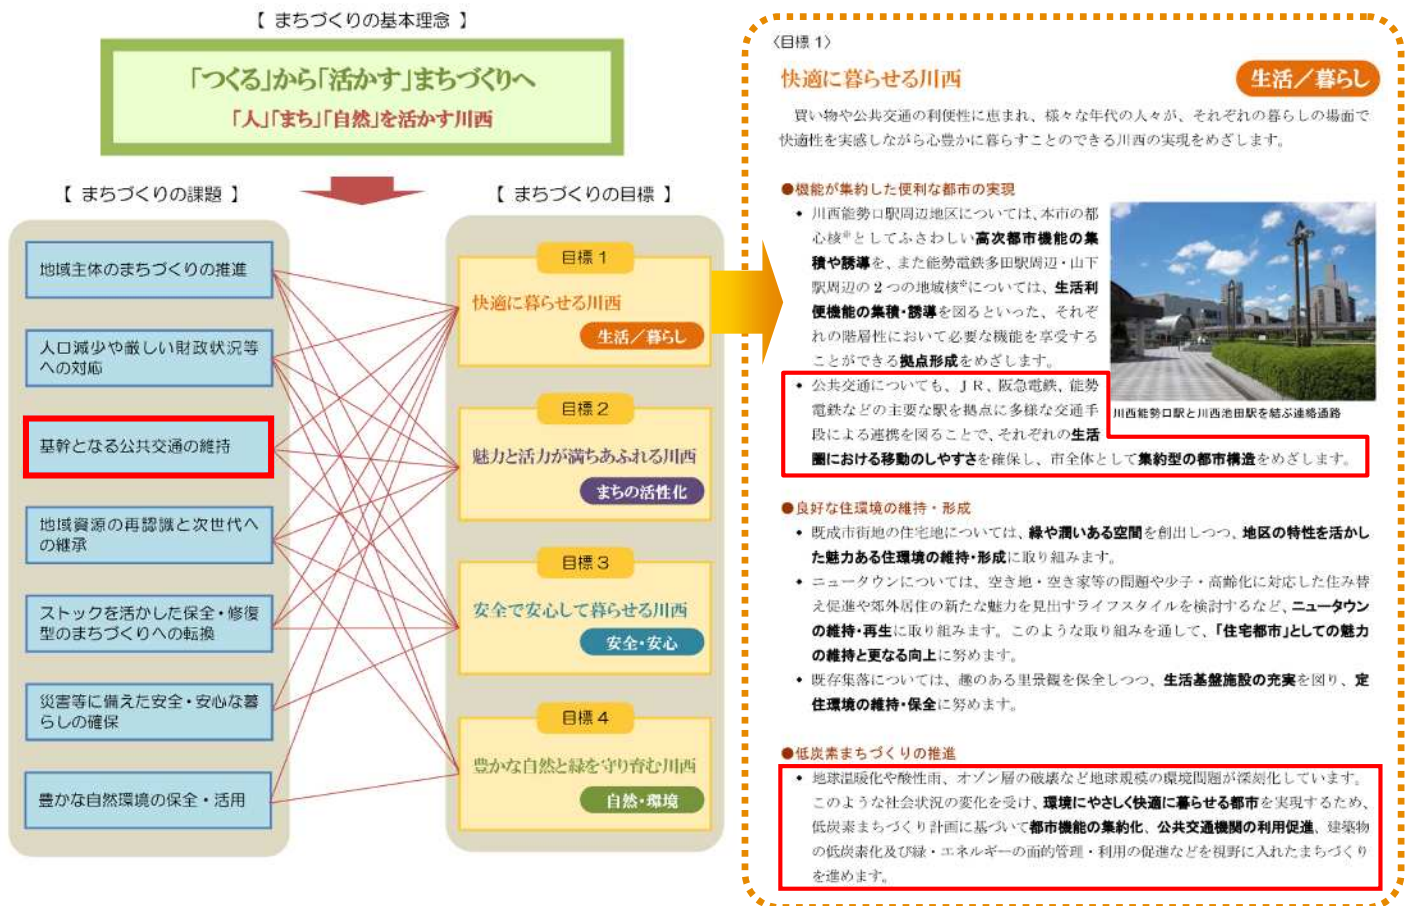 【 まちづくりの基本理念 】
「つくる」から「活かす」まちづくりへ
「人」「まち」「自然」を活かす川西
【 まちづくりの課題 】
地域主体のまちづくりの推進
人口減少や厳しい財政状況等
への対応
基幹となる公共交通の維持
地域資源の再認識と次世代へ
の継承
ストックを活かした保全・修復
型のまちづくりへの転換
災害等に備えた安全・安心な暮
らしの確保
豊かな自然環境の保全・活用
【 まちづくりの目標 】
目標 1
快適に暮らせる川西
生活／暮らし
目標 2
魅力と活力が満ちあふれる川西
まちの活性化
目標 3
安全で安心して暮らせる川西
安全・安心
目標 4
豊かな自然と緑を守り育む川西
自然・環境
〈目標 1〉
快適に暮らせる川西
生活／暮らし
買い物や公共交通の利便性に恵まれ、様々な年代の人々が、それぞれの暮らしの場面で
快適性を実感しながら心豊かに暮らすことのできる川西の実現をめざします。
●機能が集約した便利な都市の実現
• 川西能勢口駅周辺地区については、本市の都
心核※としてふさわしい高次都市機能の集
積や誘導を、また能勢電鉄多田駅周辺・山下
駅周辺の２つの地域核※については、生活利
便機能の集積・誘導を図るといった、それぞ
れの階層性において必要な機能を享受する
ことができる拠点形成をめざします。
• 公共交通についても、ＪＲ、阪急電鉄、能勢
電鉄などの主要な駅を拠点に多様な交通手
段による連携を図ることで、それぞれの生活
圏における移動のしやすさを確保し、市全体として集約型の都市構造をめざします。
川西能勢口駅と川西池田駅を結ぶ連絡通路
●良好な住環境の維持・形成
• 既成市街地の住宅地については、緑や潤いある空間を創出しつつ、地区の特性を活かし
た魅力ある住環境の維持・形成に取り組みます。
• ニュータウンについては、空き地・空き家等の問題や少子・高齢化に対応した住み替
え促進や郊外居住の新たな魅力を見出すライフスタイルを検討するなど、ニュータウン
の維持・再生に取り組みます。このような取り組みを通して、「住宅都市」としての魅力
の維持と更なる向上に努めます。
• 既存集落については、趣のある里景観を保全しつつ、生活基盤施設の充実を図り、定
住環境の維持・保全に努めます。
●低炭素まちづくりの推進
• 地球温暖化や酸性雨、オゾン層の破壊など地球規模の環境問題が深刻化しています。
このような社会状況の変化を受け、環境にやさしく快適に暮らせる都市を実現するため、
低炭素まちづくり計画に基づいて都市機能の集約化、公共交通機関の利用促進、建築物
の低炭素化及び緑・エネルギーの面的管理・利用の促進などを視野に入れたまちづくり
を進めます。